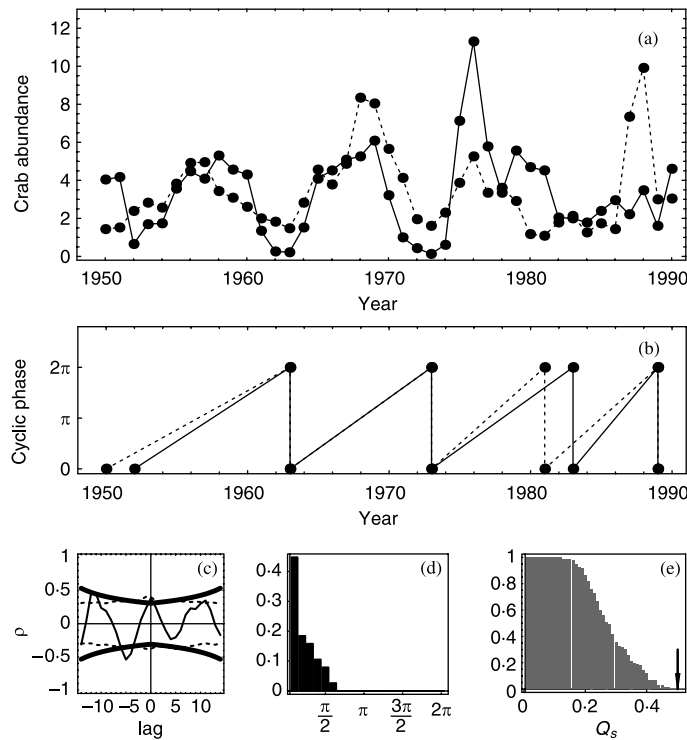 12
(a)
10
8
6
4
2
0
Crab abundance
1950 1960 1970 1980 1990
Year
(b)
2π
π
0
Cyclic phase
1950 1960 1970 1980 1990
Year
1
(c)
0·5
0
−0·5
−1
ρ
−10 −5 0 5 10
lag
(d)
0·4
0·3
0·2
0·1
0
π/2 π 3π/2 2π
1
(e)
0·8
0·6
0·4
0·2
0
0 0·2 0·4
Qs